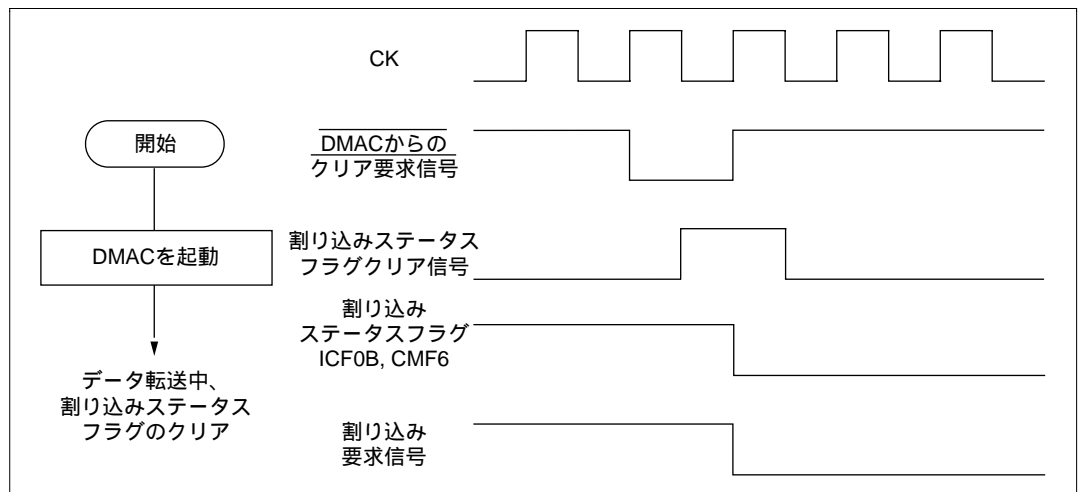 開始
DMACを起動
データ転送中、
割り込みステータス
フラグのクリア
CK
DMACからの
クリア要求信号
割り込みステータス
フラグクリア信号
割り込み
ステータスフラグ
ICF0B, CMF6
割り込み
要求信号